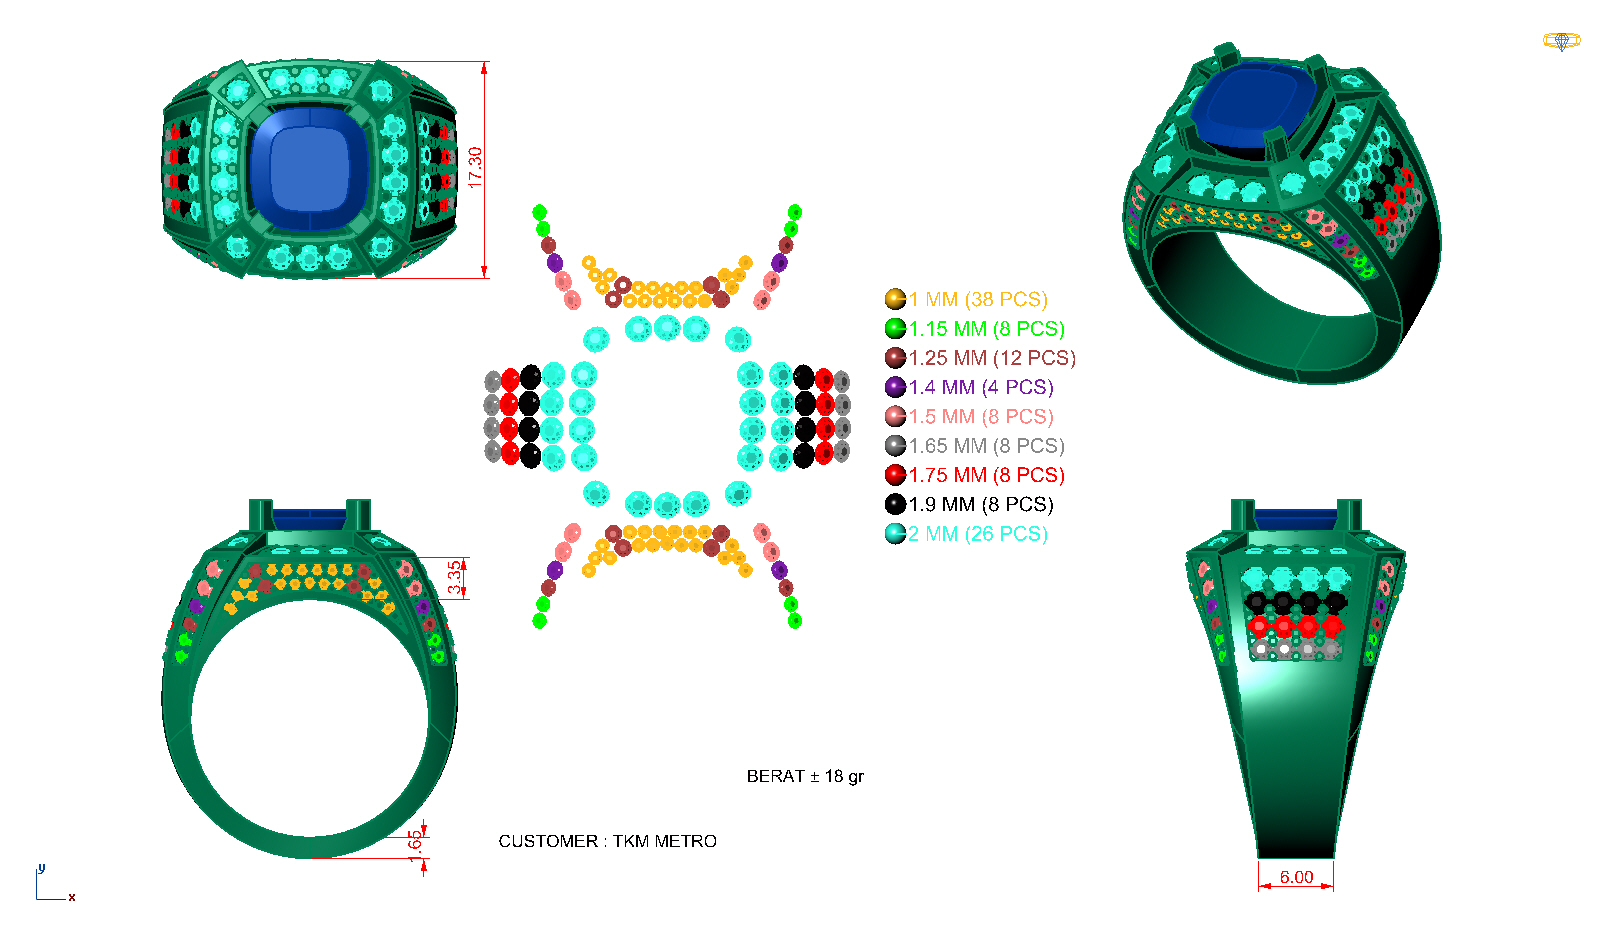 17.30
1 MM (38 PCS)
1.15 MM (8 PCS)
1.25 MM (12 PCS)
1.4 MM (4 PCS)
1.5 MM (8 PCS)
1.65 MM (8 PCS)
1.75 MM (8 PCS)
1.9 MM (8 PCS)
2 MM (26 PCS)
3.35
1.65
BERAT ± 18 gr
CUSTOMER : TKM METRO
6.00
y
x